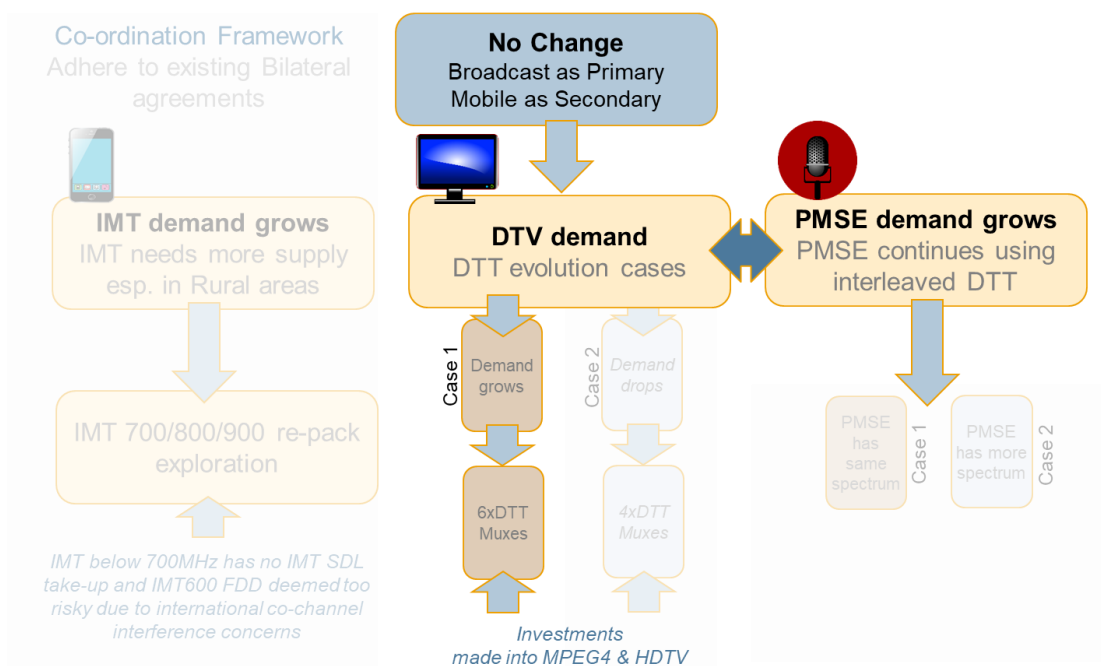 Co-ordination Framework
Adhere to existing Bilateral
agreements
No Change
Broadcast as Primary
Mobile as Secondary
IMT demand grows
IMT needs more supply
esp. in Rural areas
DTV demand
DTT evolution cases
PMSE demand grows
PMSE continues using
interleaved DTT
IMT 700/800/900 re-pack
exploration
IMT below 700MHz has no IMT SDL
take-up and IMT600 FDD deemed too
risky due to international co-channel
interference concerns
Case 1
Demand
grows
6xDTT
Muxes
Case 2
Demand
drops
4xDTT
Muxes
Investments
made into MPEG4 & HDTV
PMSE
has
same
spectrum
Case 1
PMSE
has more
spectrum
Case 2